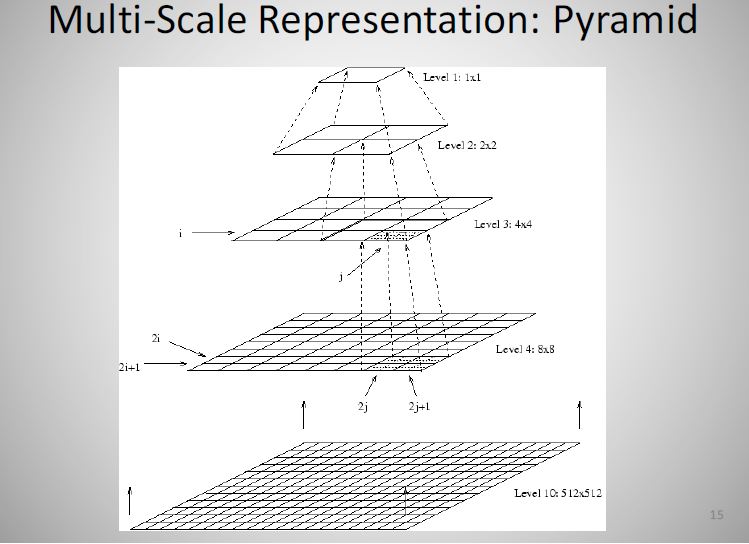 Multi-Scale Representation: Pyramid
Level 1: 1x1
Level 2: 2x2
Level 3: 4x4
i
j
2i
Level 4: 8x8
2i+1
2j 2j+1
Level 10: 512x512
15